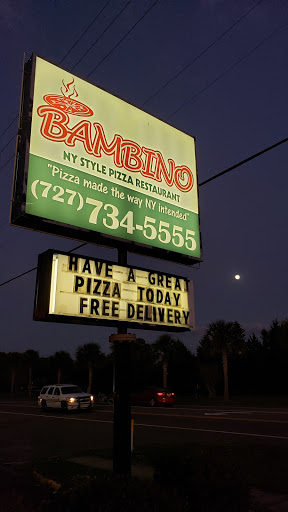 BAMBINO
NY STYLE PIZZA RESTAURANT
"Pizza made the way NY intended"
(727) 734-5555
HAVE A GREAT
PIZZA TODAY
FREE DELIVERY